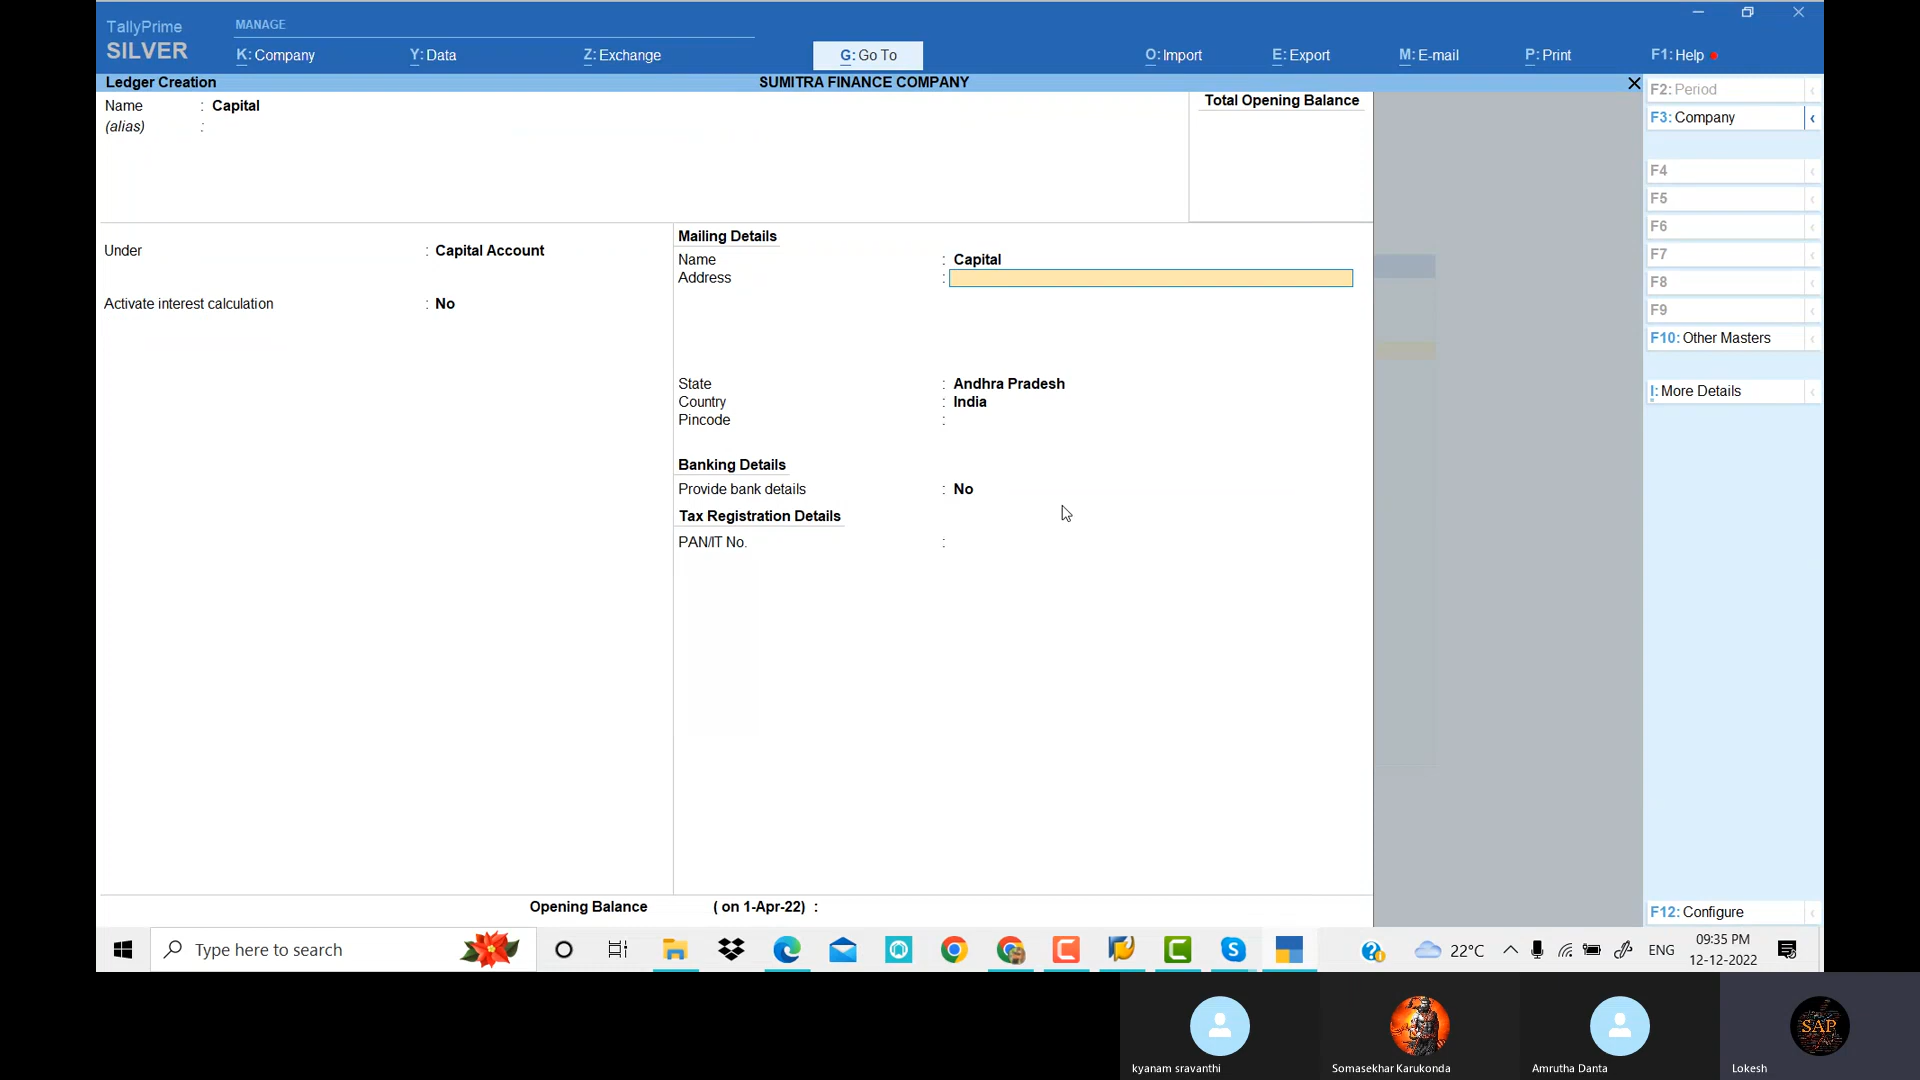 TallyPrime
SILVER
MANAGE
K: Company
Y: Data
Z: Exchange
G: Go To
O: Import
E: Export
M: E-mail
P: Print
F1: Help
Ledger Creation
SUMITRA FINANCE COMPANY
Name : Capital
(alias) :
Total Opening Balance
Under : Capital Account
Activate interest calculation : No
Mailing Details
Name : Capital
Address :
State : Andhra Pradesh
Country : India
Pincode :
Banking Details
Provide bank details : No
Tax Registration Details
PAN/IT No. :
Opening Balance ( on 1-Apr-22) :
F2: Period
F3: Company
F4
F5
F6
F7
F8
F9
F10: Other Masters
I: More Details
F12: Configure
Type here to search
22°C
ENG
09:35 PM
12-12-2022
kyanam sravanthi
Somasekhar Karukonda
Amrutha Danta
SAP
Lokesh